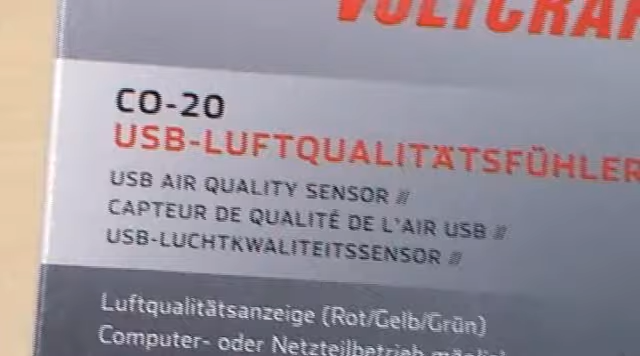 VOLTCRAF
CO-20
USB-LUFTQUALITÄTSFÜHLER
USB AIR QUALITY SENSOR //
CAPTEUR DE QUALITÉ DE L'AIR USB //
USB-LUCHTKWALITEITSSENSOR //
Luftqualitätsanzeige (Rot/Gelb/Grün)
Computer- oder Netzteilbetrieb möglich